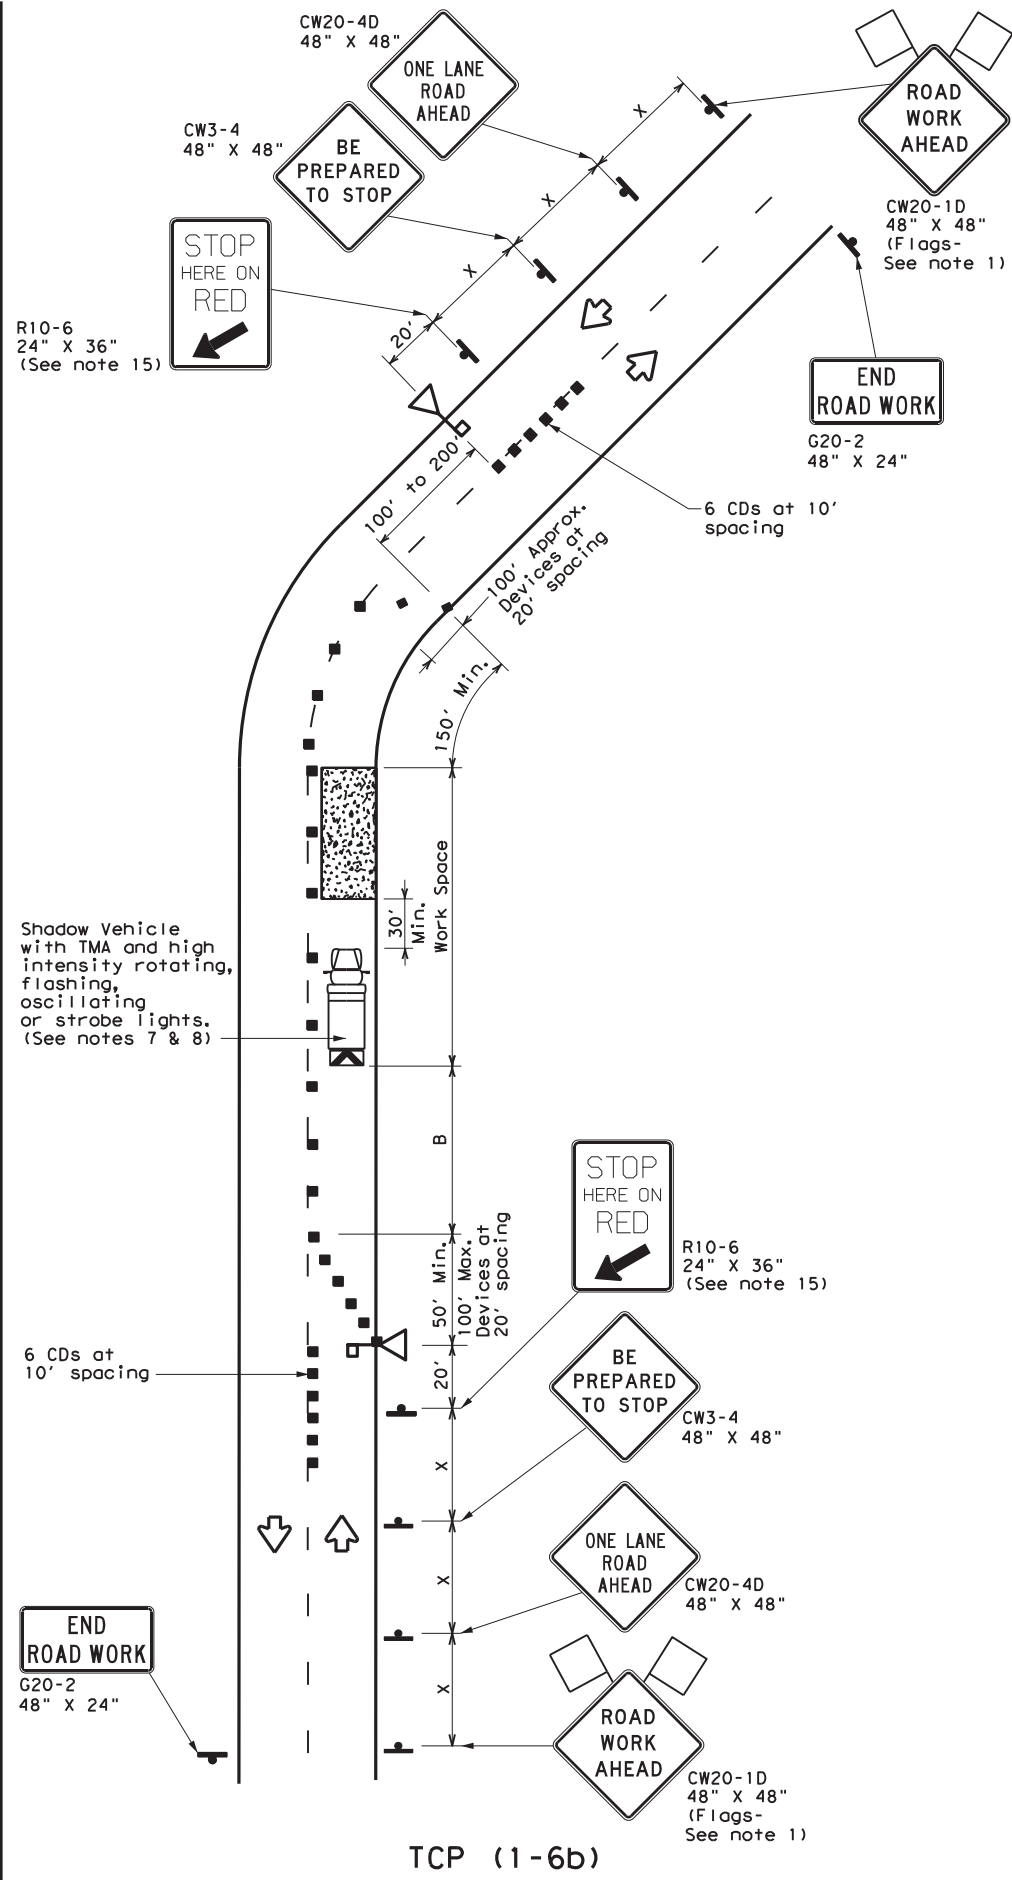 CW20-4D
48" X 48"
ONE LANE
ROAD
AHEAD
ROAD
WORK
AHEAD
CW20-1D
48" X 48"
(Flags-
See note 1)
CW3-4
48" X 48"
BE
PREPARED
TO STOP
X
X
X
20'
STOP
HERE ON
RED
R10-6
24" X 36"
(See note 15)
END
ROAD WORK
G20-2
48" X 24"
100' to 200'
6 CDs at 10'
spacing
100' Approx.
Devices at
20' spacing
150' Min.
Work Space
30'
Min.
Shadow Vehicle
with TMA and high
intensity rotating,
flashing,
oscillating
or strobe lights.
(See notes 7 & 8)
B
50' Min.
100' Max.
Devices at
20' spacing
STOP
HERE ON
RED
R10-6
24" X 36"
(See note 15)
6 CDs at
10' spacing
20'
BE
PREPARED
TO STOP
CW3-4
48" X 48"
X
X
X
ONE LANE
ROAD
AHEAD
CW20-4D
48" X 48"
END
ROAD WORK
G20-2
48" X 24"
ROAD
WORK
AHEAD
CW20-1D
48" X 48"
(Flags-
See note 1)
TCP (1-6b)